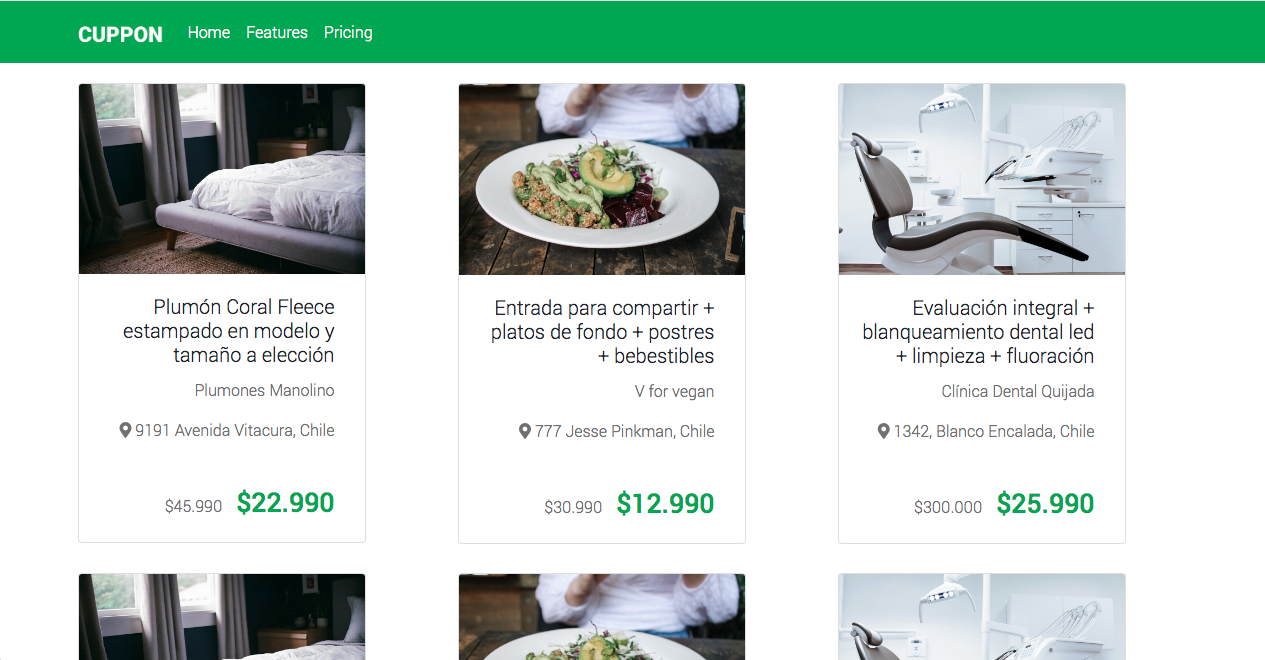 CUPPON Home Features Pricing
Plumón Coral Fleece
estampado en modelo y
tamaño a elección
Plumones Manolino
9191 Avenida Vitacura, Chile
$45.990 $22.990
Entrada para compartir +
platos de fondo + postres
+ bebestibles
V for vegan
777 Jesse Pinkman, Chile
$30.990 $12.990
Evaluación integral +
blanqueamiento dental led
+ limpieza + fluoración
Clínica Dental Quijada
1342, Blanco Encalada, Chile
$300.000 $25.990